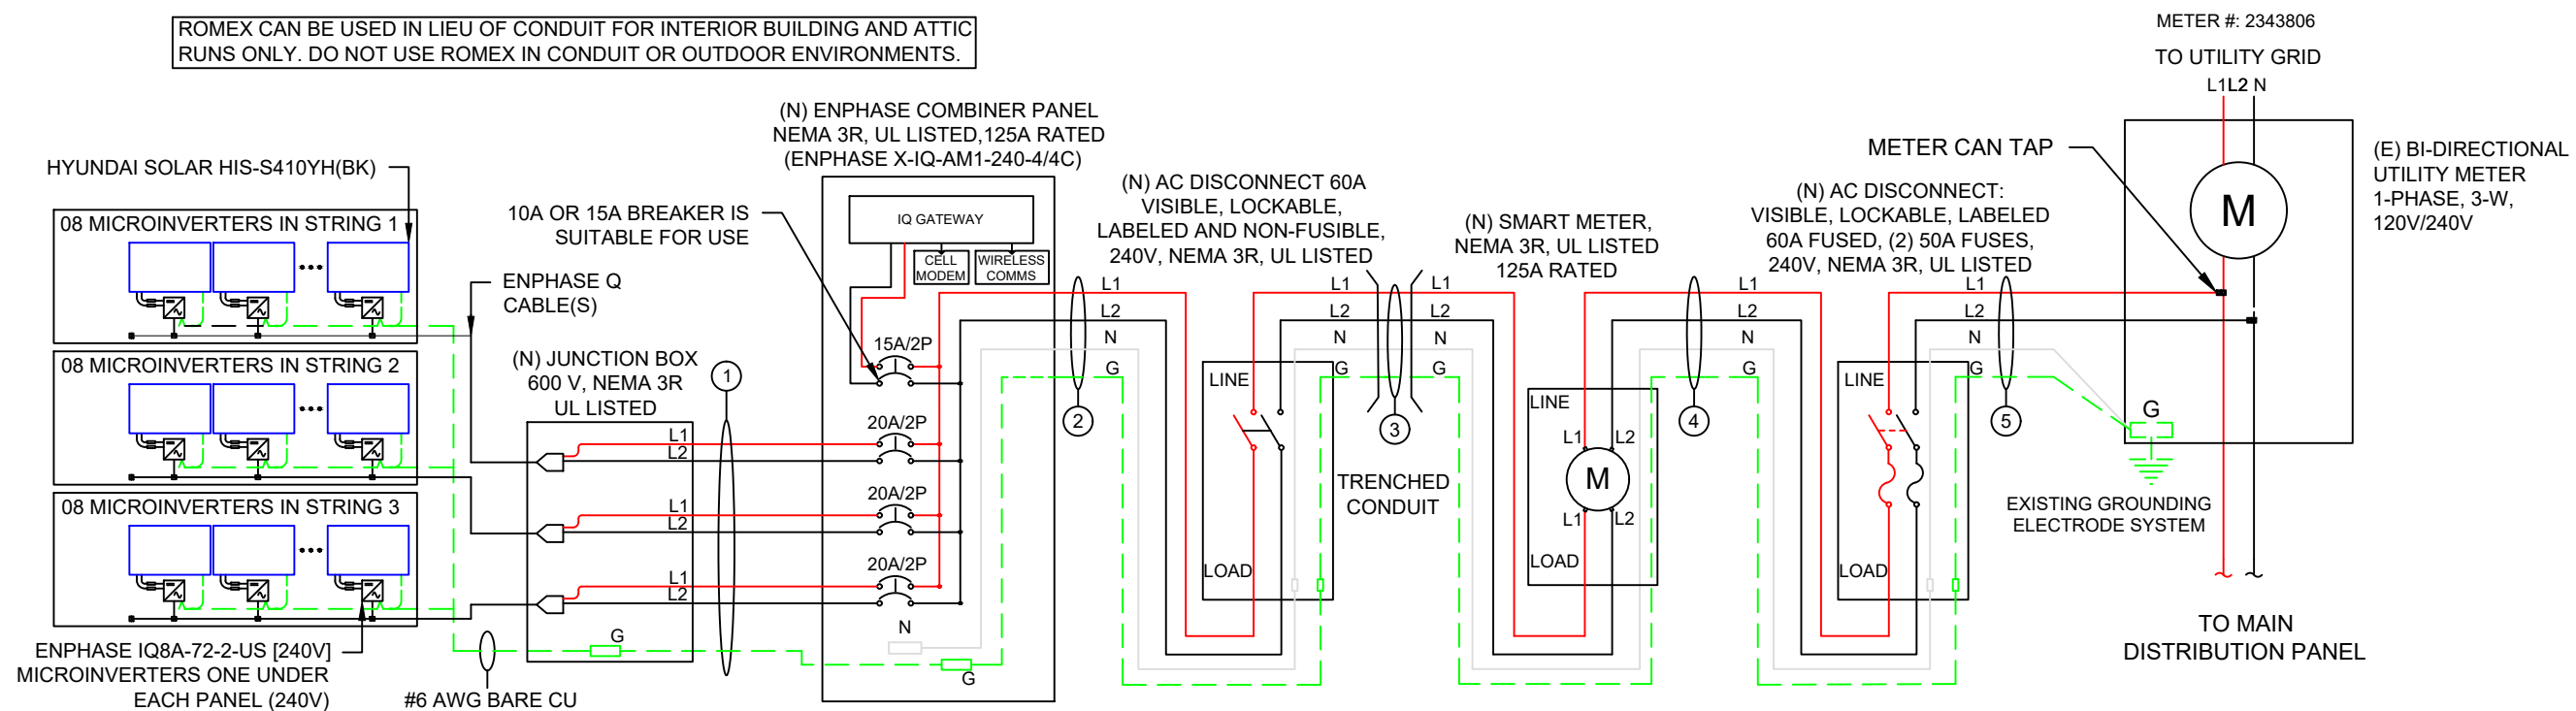 ROMEX CAN BE USED IN LIEU OF CONDUIT FOR INTERIOR BUILDING AND ATTIC
RUNS ONLY. DO NOT USE ROMEX IN CONDUIT OR OUTDOOR ENVIRONMENTS.
METER #: 2343806
TO UTILITY GRID
L1L2 N
HYUNDAI SOLAR HIS-S410YH(BK)
08 MICROINVERTERS IN STRING 1
08 MICROINVERTERS IN STRING 2
08 MICROINVERTERS IN STRING 3
ENPHASE IQ8A-72-2-US [240V]
MICROINVERTERS ONE UNDER
EACH PANEL (240V)
#6 AWG BARE CU
ENPHASE Q
CABLE(S)
10A OR 15A BREAKER IS
SUITABLE FOR USE
(N) JUNCTION BOX
600 V, NEMA 3R
UL LISTED
L1
L2
L1
L2
L1
L2
G
1
(N) ENPHASE COMBINER PANEL
NEMA 3R, UL LISTED,125A RATED
(ENPHASE X-IQ-AM1-240-4/4C)
IQ GATEWAY
CELL
MODEM
WIRELESS
COMMS
15A/2P
20A/2P
20A/2P
20A/2P
N
G
L1
L2
N
G
2
(N) AC DISCONNECT 60A
VISIBLE, LOCKABLE,
LABELED AND NON-FUSIBLE,
240V, NEMA 3R, UL LISTED
LINE
LOAD
L1
L2
N
G
L1
L2
N
G
3
TRENCHED
CONDUIT
(N) SMART METER,
NEMA 3R, UL LISTED
125A RATED
LINE
L1
L2
M
L1
L2
LOAD
L1
L2
N
G
4
(N) AC DISCONNECT:
VISIBLE, LOCKABLE, LABELED
60A FUSED, (2) 50A FUSES,
240V, NEMA 3R, UL LISTED
LINE
LOAD
L1
L2
N
G
5
METER CAN TAP
M
(E) BI-DIRECTIONAL
UTILITY METER
1-PHASE, 3-W,
120V/240V
G
EXISTING GROUNDING
ELECTRODE SYSTEM
TO MAIN
DISTRIBUTION PANEL